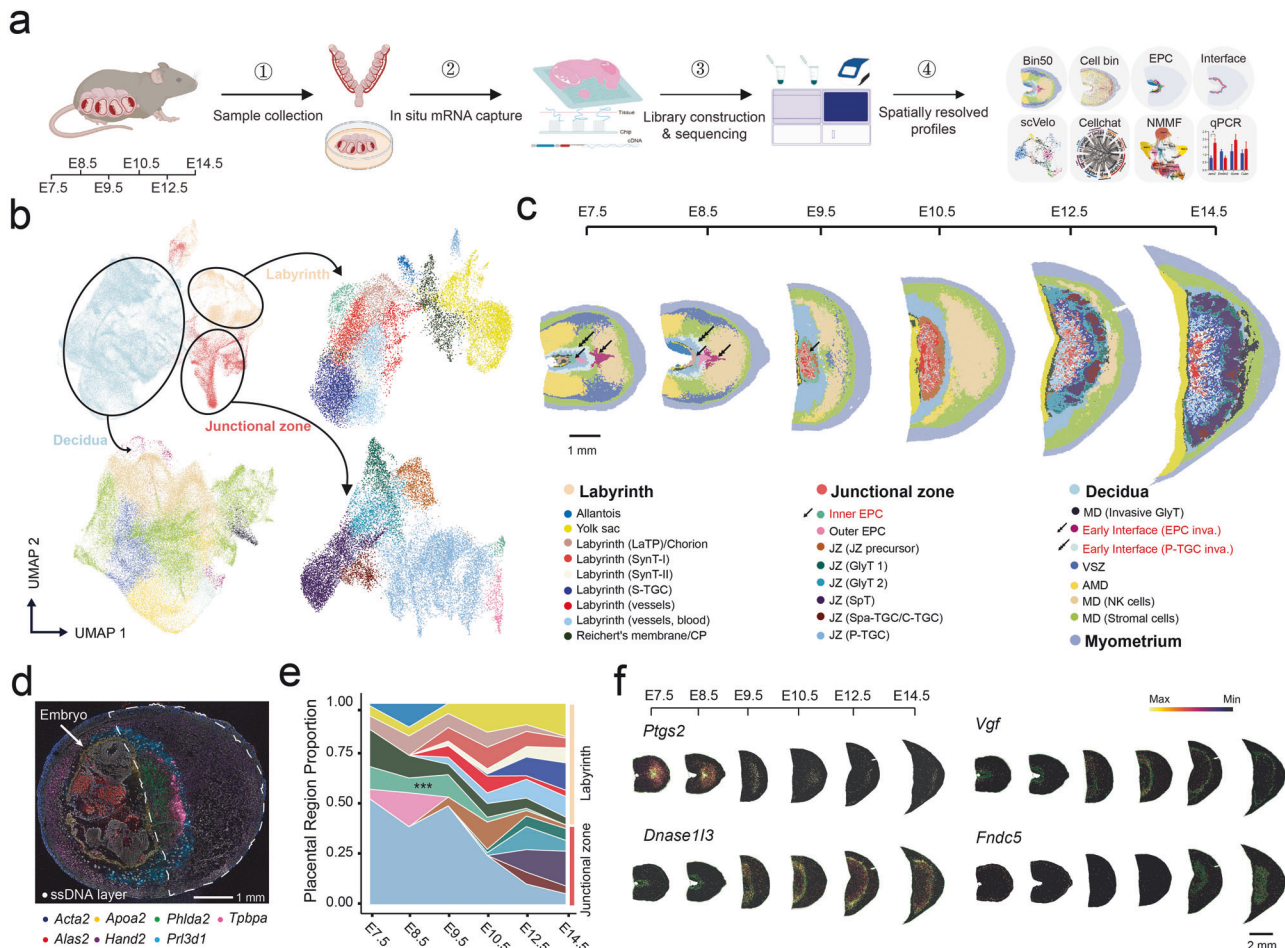 a
①
②
③
④
Sample collection
In situ mRNA capture
Tissue
Chip
cDNA
Library construction
& sequencing
Spatially resolved
profiles
Bin50
Cell bin
EPC
Interface
scVelo
Cellchat
NMMF
qPCR
E8.5
E10.5
E14.5
E7.5
E9.5
E12.5
b
Labyrinth
Junctional zone
Decidua
UMAP 2
UMAP 1
c
E7.5
E8.5
E9.5
E10.5
E12.5
E14.5
1 mm
Labyrinth
Allantois
Yolk sac
Labyrinth (LaTP)/Chorion
Labyrinth (SynT-I)
Labyrinth (SynT-II)
Labyrinth (S-TGC)
Labyrinth (vessels)
Labyrinth (vessels, blood)
Reichert's membrane/CP
Junctional zone
Inner EPC
Outer EPC
JZ (JZ precursor)
JZ (GlyT 1)
JZ (GlyT 2)
JZ (SpT)
JZ (Spa-TGC/C-TGC)
JZ (P-TGC)
Decidua
MD (Invasive GlyT)
Early Interface (EPC inva.)
Early Interface (P-TGC inva.)
VSZ
AMD
MD (NK cells)
MD (Stromal cells)
Myometrium
d
Embryo
ssDNA layer
1 mm
Acta2
Apoa2
Phlda2
Tpbpa
Alas2
Hand2
Prl3d1
e
Placental Region Proportion
1.00
0.75
0.50
0.25
0.00
***
Labyrinth
Junctional zone
E7.5
E8.5
E9.5
E10.5
E12.5
E14.5
f
E7.5
E8.5
E9.5
E10.5
E12.5
E14.5
Max
Min
Ptgs2
Vgf
Dnase1l3
Fndc5
2 mm